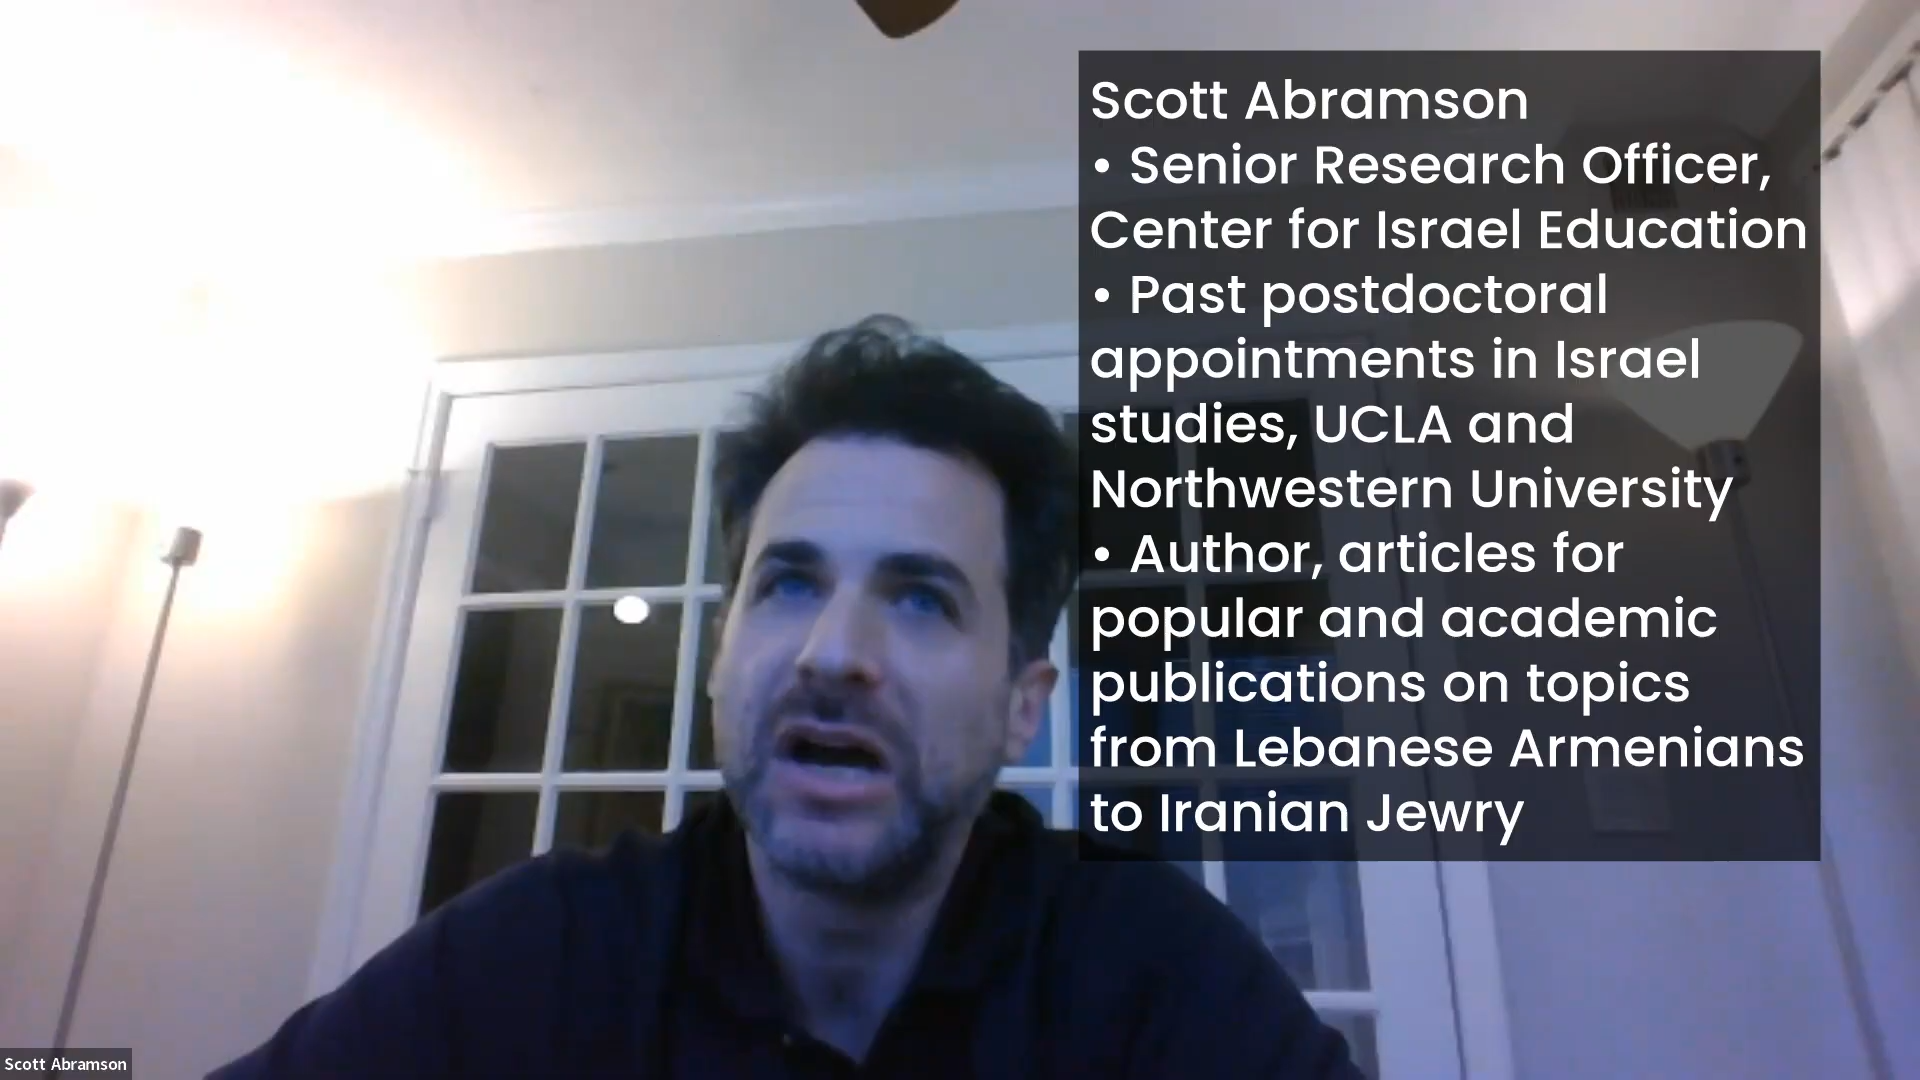 Scott Abramson
• Senior Research Officer,
Center for Israel Education
• Past postdoctoral
appointments in Israel
studies, UCLA and
Northwestern University
• Author, articles for
popular and academic
publications on topics
from Lebanese Armenians
to Iranian Jewry
Scott Abramson